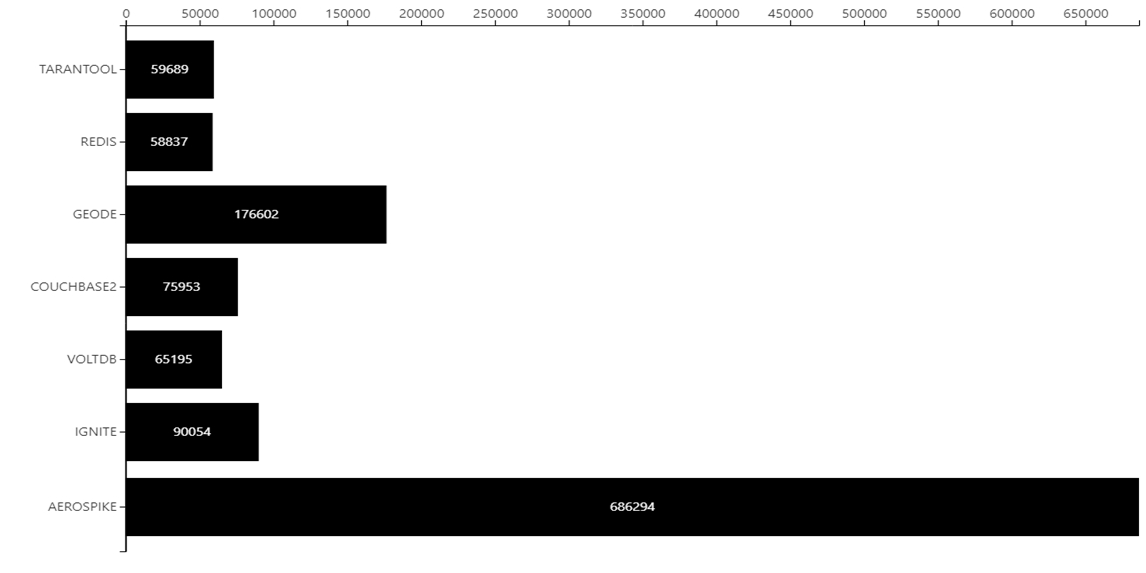 0 50000 100000 150000 200000 250000 300000 350000 400000 450000 500000 550000 600000 650000
TARANTOOL 59689
REDIS 58837
GEODE 176602
COUCHBASE2 75953
VOLTDB 65195
IGNITE 90054
AEROSPIKE 686294